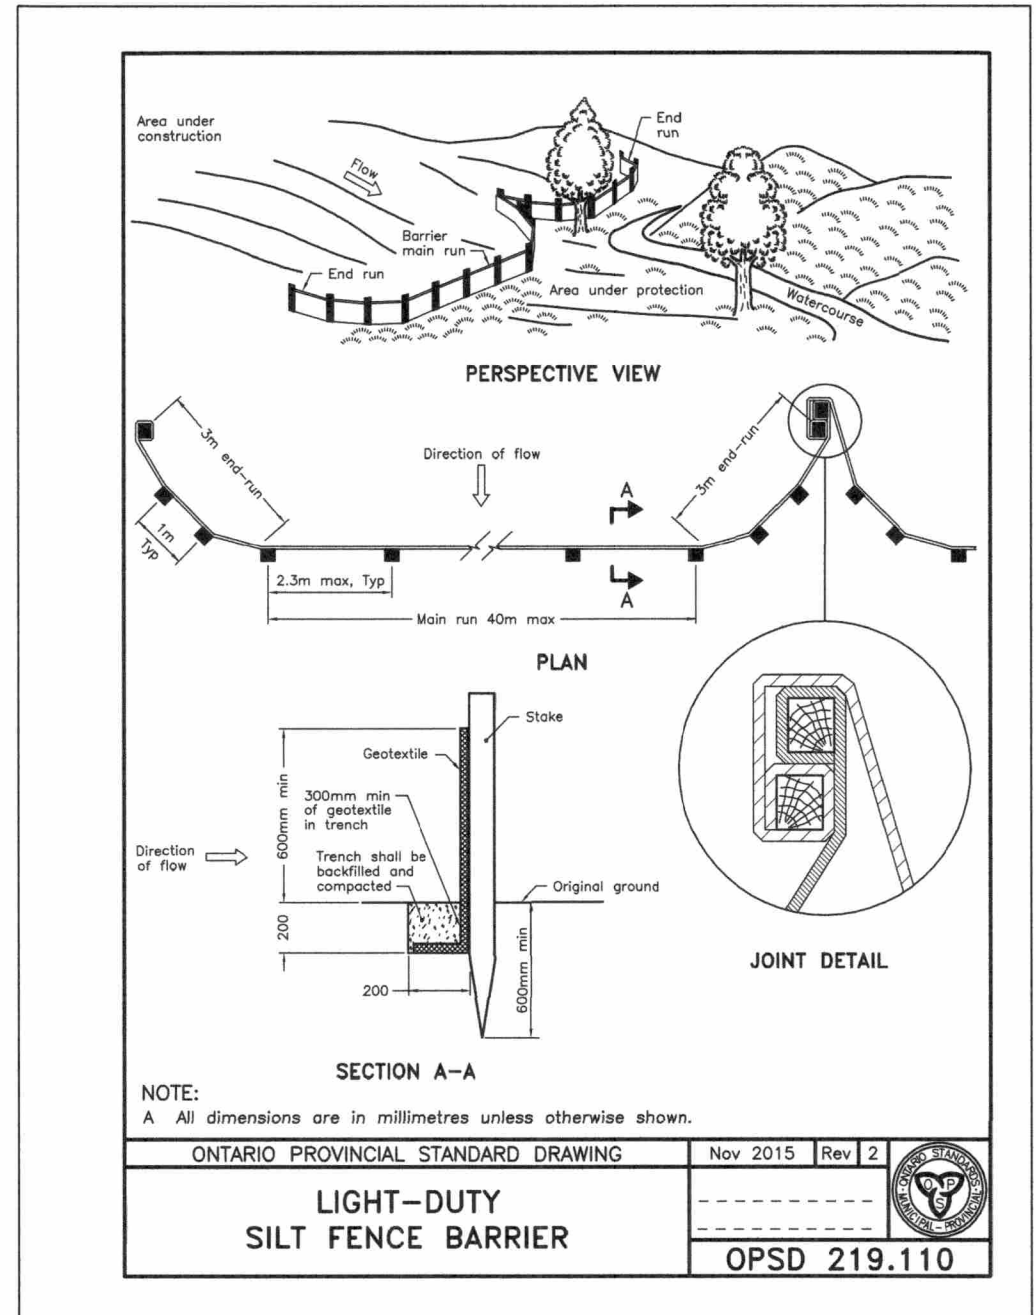 Area under
construction
Flow
End
run
Barrier
main run
End run
Area under protection
Watercourse
PERSPECTIVE VIEW
3m end-run
Direction of flow
3m end-run
A
1m
Typ
2.3m max, Typ
A
Main run 40m max
PLAN
Stake
Geotextile
600mm min
300mm min
of geotextile
in trench
Direction
of flow
Trench shall be
backfilled and
compacted
Original ground
200
600mm min
200
JOINT DETAIL
SECTION A-A
NOTE:
A All dimensions are in millimetres unless otherwise shown.
ONTARIO PROVINCIAL STANDARD DRAWING
Nov 2015 Rev 2
LIGHT-DUTY
SILT FENCE BARRIER
ONTARIO STANDARDS
MUNICIPAL-PROVINCIAL
O P S
OPSD 219.110